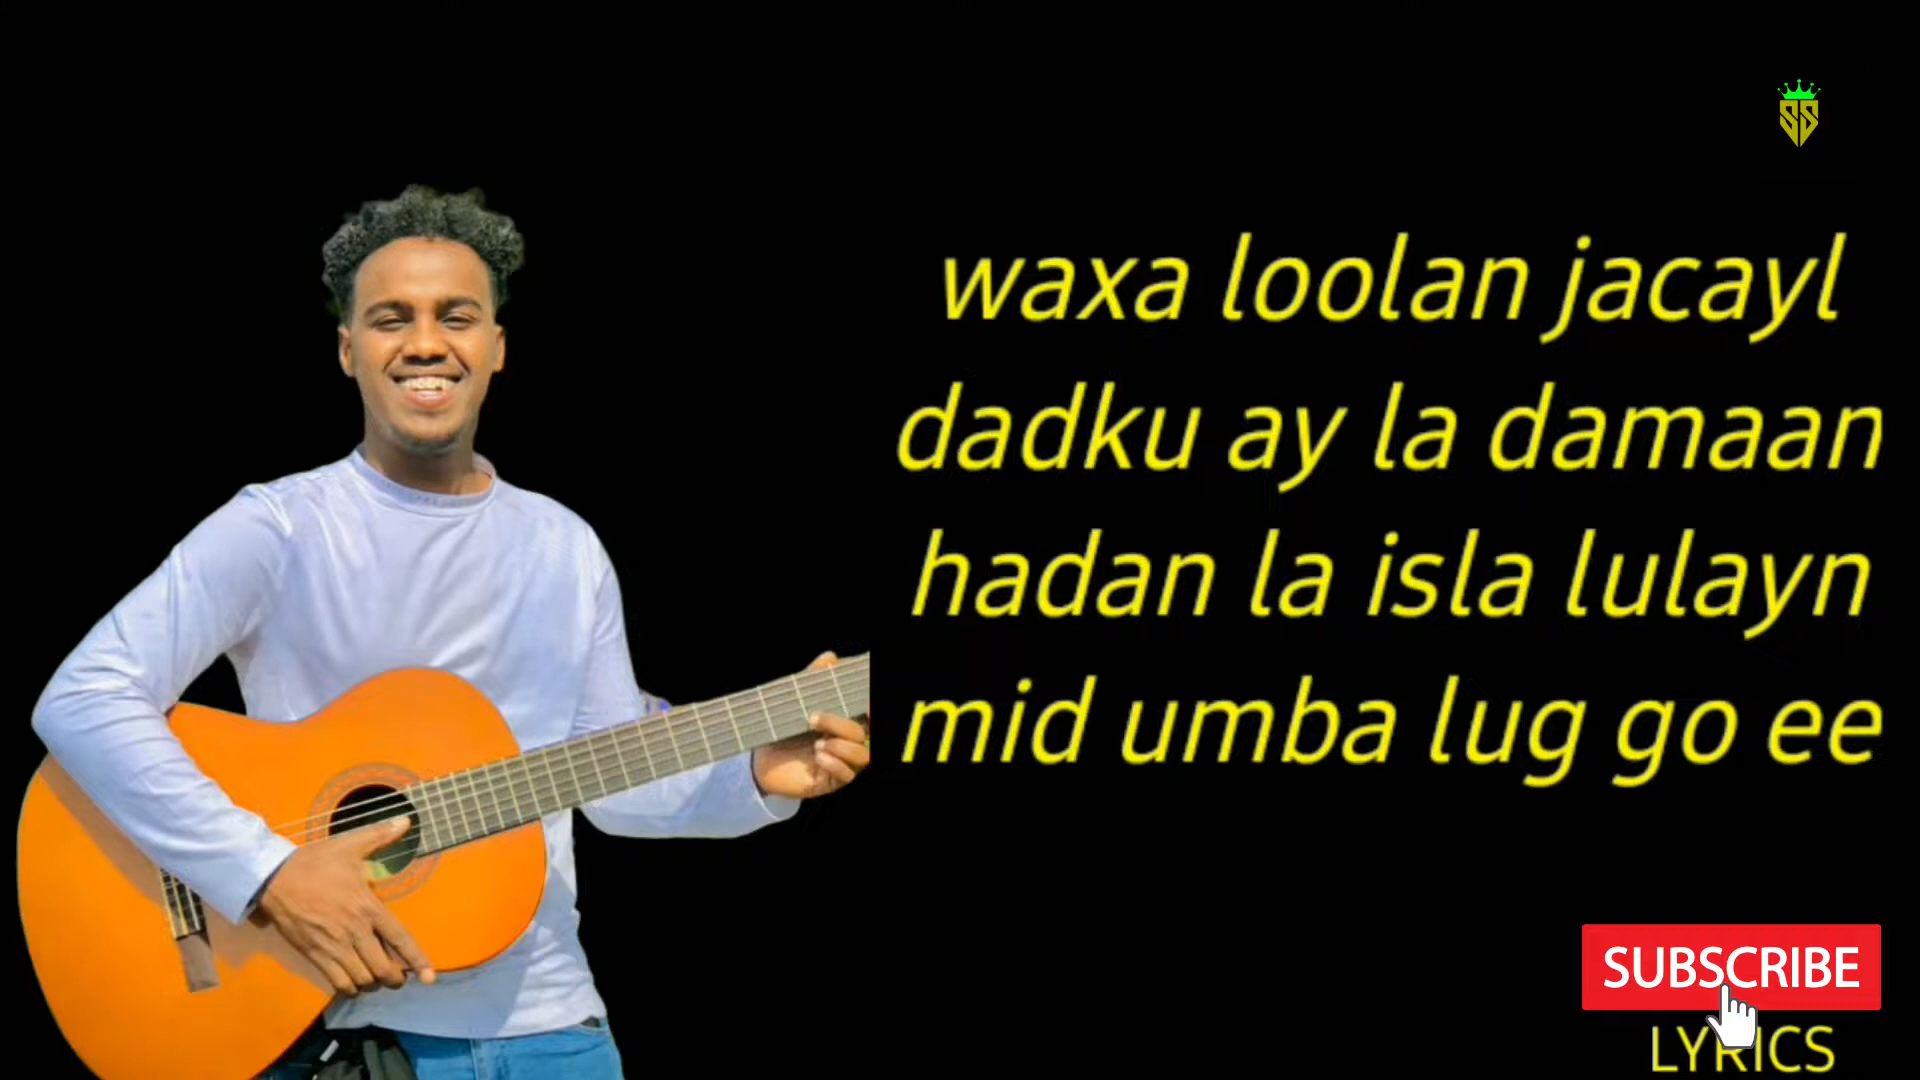 waxa loolan jacayl
dadku ay la damaan
hadan la isla lulayn
mid umba lug go ee
SUBSCRIBE
LYRICS